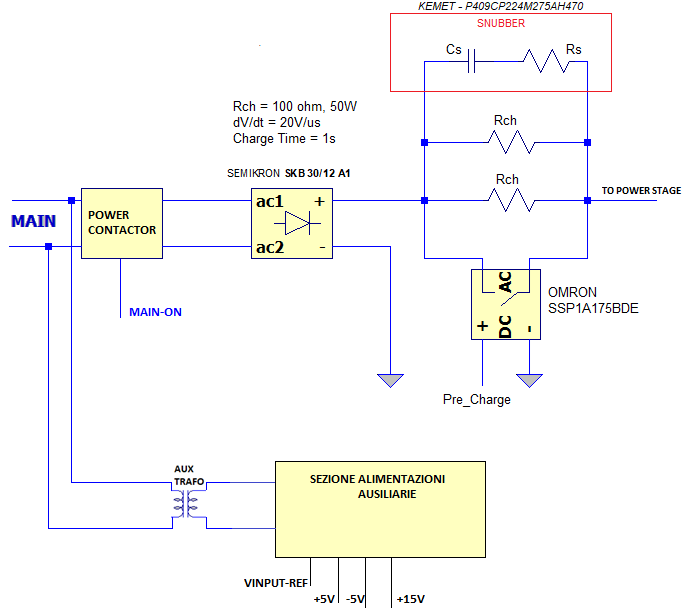 KEMET - P409CP224M275AH470
SNUBBER
Cs
Rs
Rch = 100 ohm, 50W
dV/dt = 20V/us
Charge Time = 1s
Rch
SEMIKRON SKB 30/12 A1
Rch
TO POWER STAGE
MAIN
POWER
CONTACTOR
ac1 +
ac2 -
MAIN-ON
AC
DC
+ -
OMRON
SSP1A175BDE
Pre_Charge
AUX
TRAFO
SEZIONE ALIMENTAZIONI
AUSILIARIE
VINPUT-REF
+5V
-5V
+15V